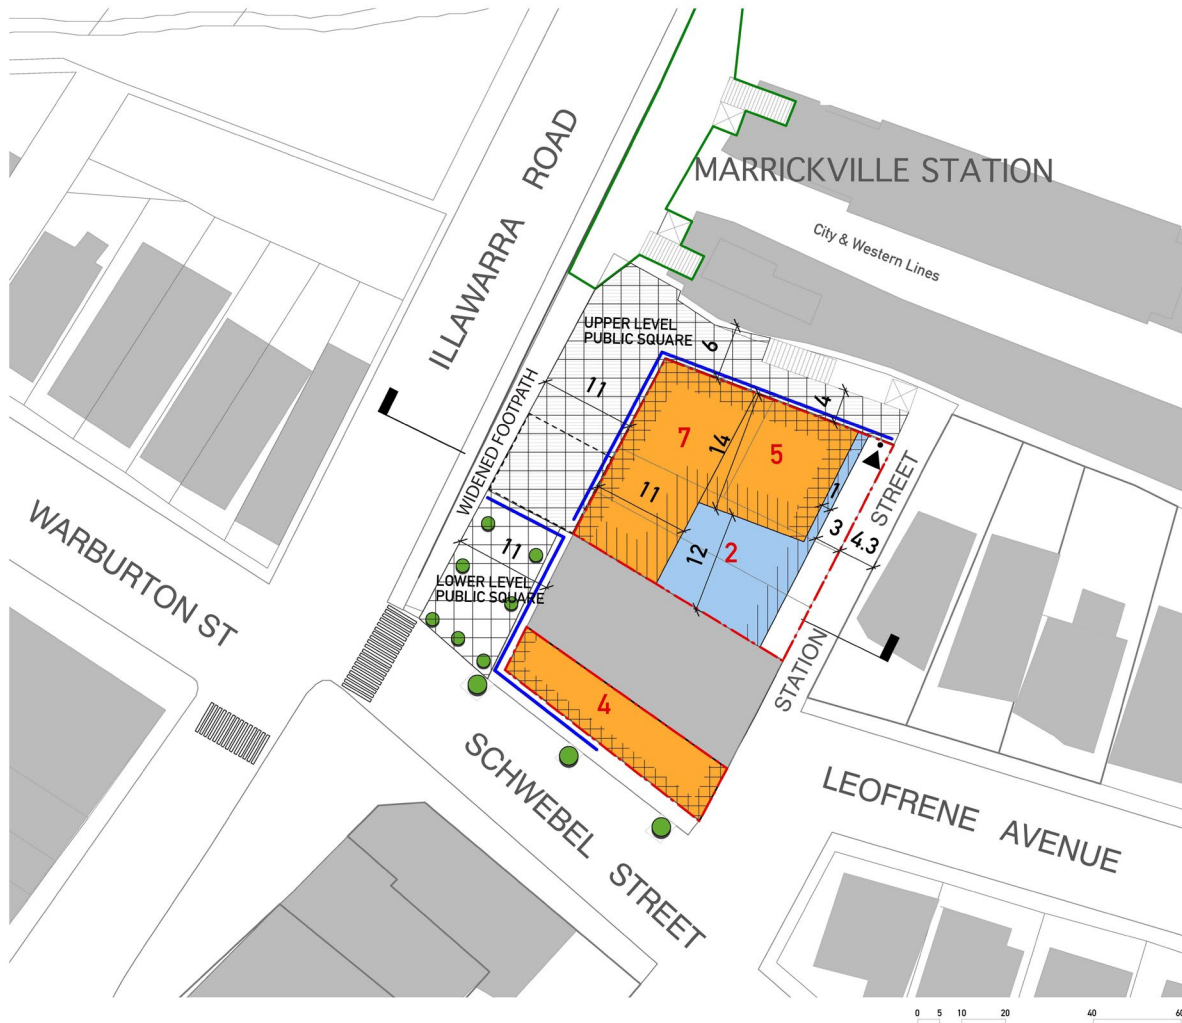 MARRICKVILLE STATION
City & Western Lines
ILLAWARRA ROAD
UPPER LEVEL
PUBLIC SQUARE
6
11
4
WIDENED FOOTPATH
7
14
5
11
1
3
4.3
STREET
12
2
11
LOWER LEVEL
PUBLIC SQUARE
STATION
WARBURTON ST
4
SCHWEBEL STREET
LEOFRENE AVENUE
0 5 10 20 40 60